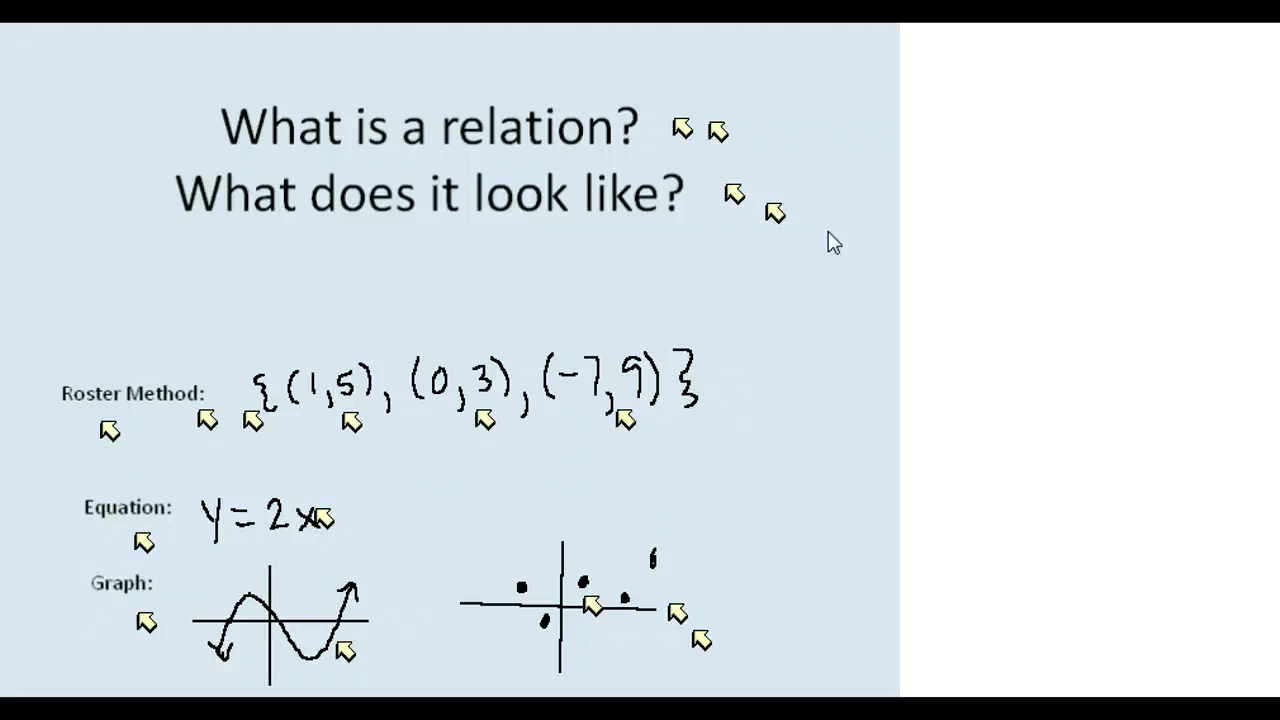 What is a relation?
What does it look like?
Roster Method: {(1,5), (0,3), (-7,9)}
Equation: y = 2x
Graph: